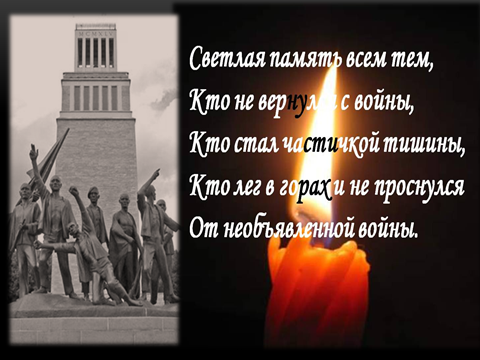 MCMXLV
Светлая память всем тем,
Кто не вернулся с войны,
Кто стал частичкой тишины,
Кто лег в горах и не проснулся
От необъявленной войны.